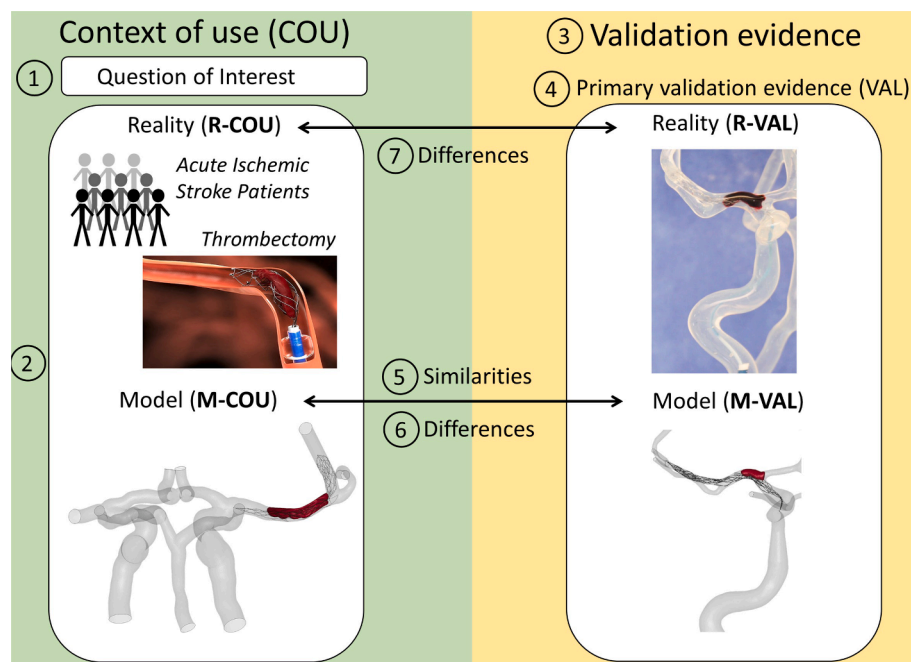 Context of use (COU)
1 Question of Interest
2
Reality (R-COU)
Acute Ischemic
Stroke Patients
Thrombectomy
Model (M-COU)
7 Differences
5 Similarities
6 Differences
3 Validation evidence
4 Primary validation evidence (VAL)
Reality (R-VAL)
Model (M-VAL)